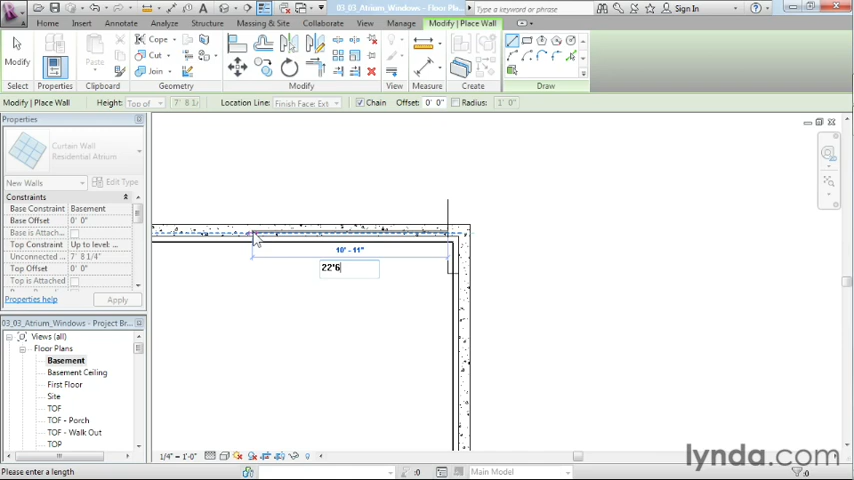 03_03_Atrium_Windows - Floor Pla...
Type a keyword or phrase
Sign In
Home Insert Annotate Analyze Structure Massing & Site Collaborate View Manage Modify | Place Wall
Modify
Properties
Cope
Cut
Join
Select Properties Clipboard Geometry Modify View Measure Create Draw
Modify | Place Wall Height: Top of 7' 8 1/ Location Line: Finish Face: Ext Chain Offset: 0' 0" Radius: 1' 0"
Properties
Curtain Wall
Residential Atrium
New Walls Edit Type
Constraints
Base Constraint Basement
Base Offset 0' 0"
Base is Attached
Top Constraint Up to level: ...
Unconnected ... 7' 8 1/4"
Top Offset 0' 0"
Top is Attached
Properties help Apply
10' - 11"
22"6
03_03_Atrium_Windows - Project Br...
Views (all)
Floor Plans
Basement
Basement Ceiling
First Floor
Site
TOF
TOF - Porch
TOF - Walk Out
TOP
1/4" = 1'-0"
Please enter a length
:0
Main Model
:0
lynda.com